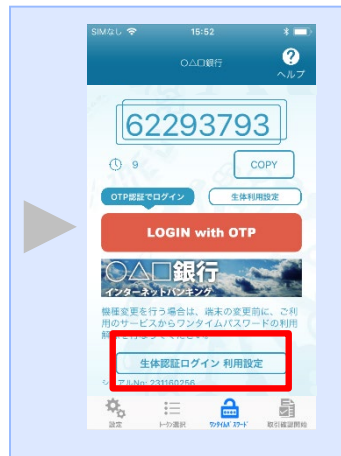 SIMなし 15:52
○△□銀行
?
ヘルプ
62293793
9 COPY
OTP認証でログイン 生体利用設定
LOGIN with OTP
○△□銀行
インターネットバンキング
機種変更を行う場合は、端末の変更前に、ご利
用のサービスからワンタイムパスワードの利用
生体認証ログイン 利用設定
アルNo: 231160256
設定 トークン選択 ワンタイムパスワード 取引確認開始